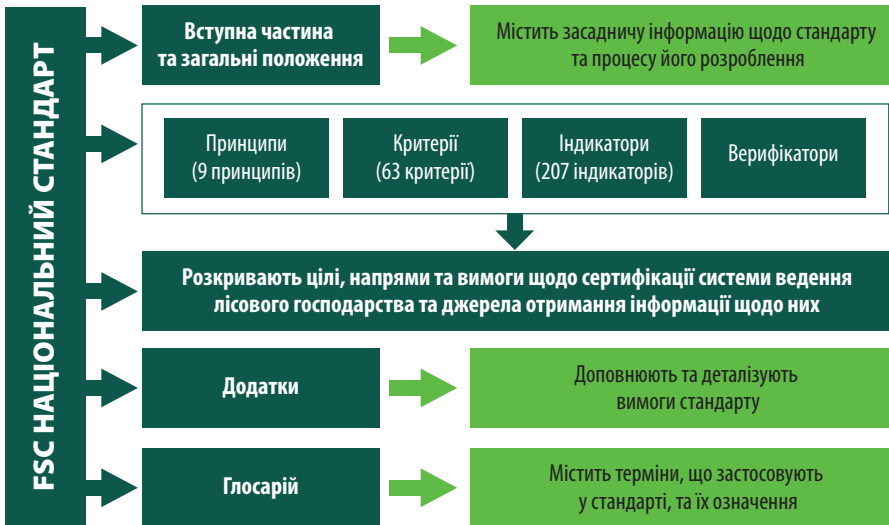 FSC НАЦІОНАЛЬНИЙ СТАНДАРТ
Вступна частина
та загальні положення
Містить засадничу інформацію щодо стандарту
та процесу його розроблення
Принципи
(9 принципів)
Критерії
(63 критерії)
Індикатори
(207 індикаторів)
Верифікатори
Розкривають цілі, напрями та вимоги щодо сертифікації системи ведення
лісового господарства та джерела отримання інформації щодо них
Додатки
Доповнюють та деталізують
вимоги стандарту
Глосарій
Містить терміни, що застосовують
у стандарті, та їх означення